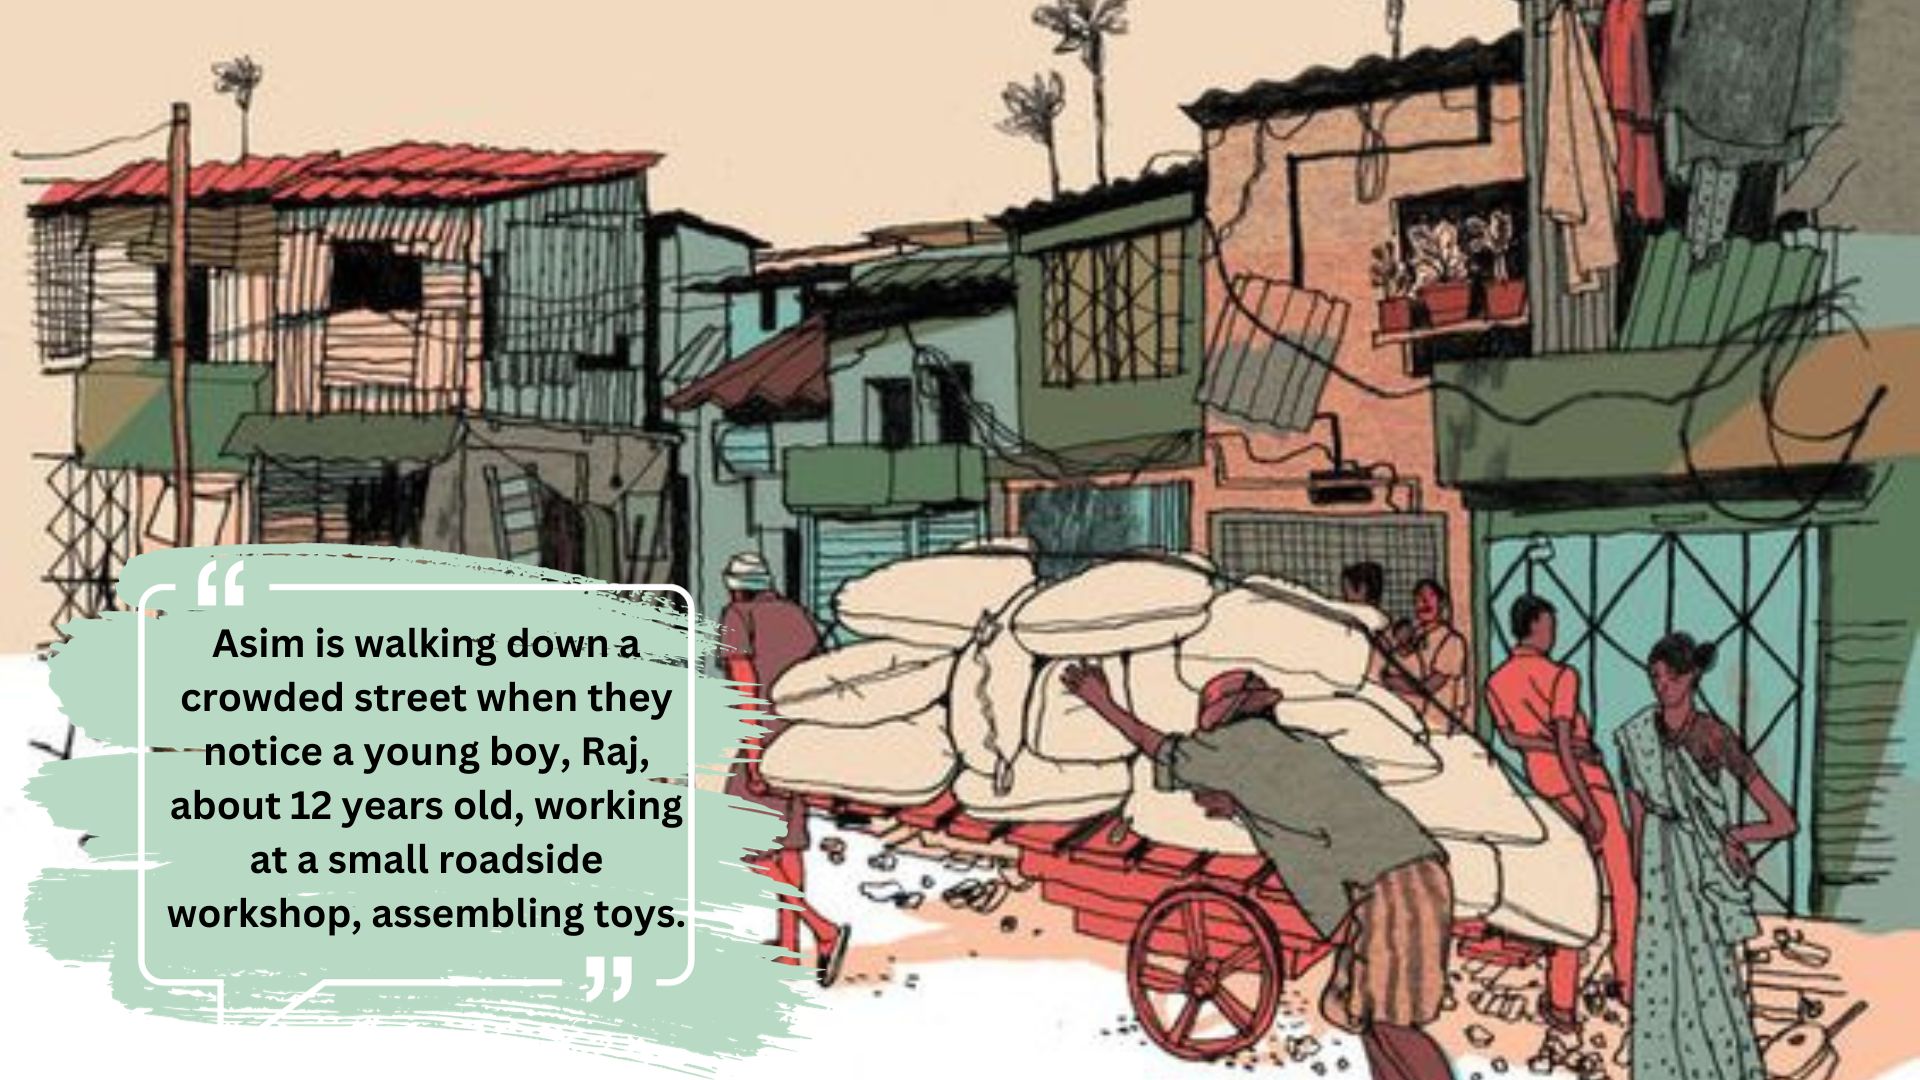 “
Asim is walking down a
crowded street when they
notice a young boy, Raj,
about 12 years old, working
at a small roadside
workshop, assembling toys.
”